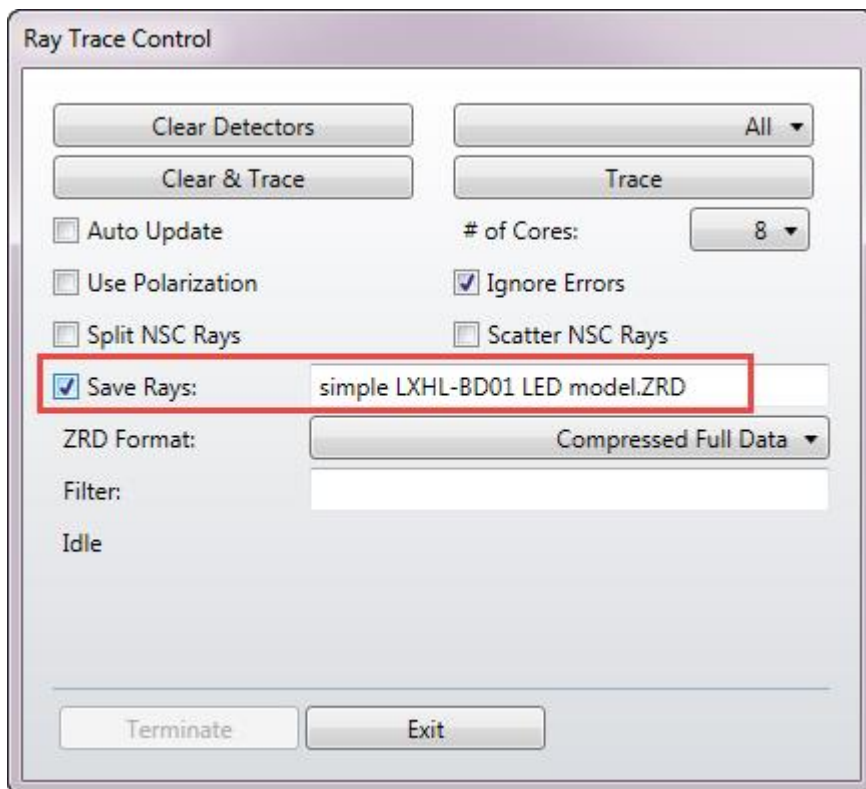 Ray Trace Control
Clear Detectors All
Clear & Trace Trace
Auto Update # of Cores: 8
Use Polarization Ignore Errors
Split NSC Rays Scatter NSC Rays
Save Rays: simple LXHL-BD01 LED model.ZRD
ZRD Format: Compressed Full Data
Filter:
Idle
Terminate Exit